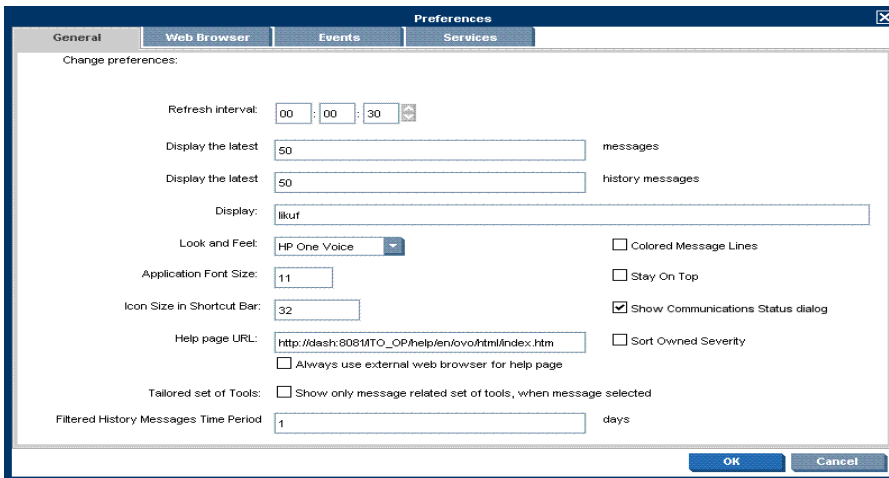 Preferences
General Web Browser Events Services
Change preferences:
Refresh interval: 00 : 00 : 30
Display the latest 50 messages
Display the latest 50 history messages
Display: likuf
Look and Feel: HP One Voice Colored Message Lines
Application Font Size: 11 Stay On Top
Icon Size in Shortcut Bar: 32 Show Communications Status dialog
Help page URL: http://dash:8081/ITO_OP/help/en/ovo/html/index.htm Sort Owned Severity
Always use external web browser for help page
Tailored set of Tools: Show only message related set of tools, when message selected
Filtered History Messages Time Period 1 days
OK Cancel